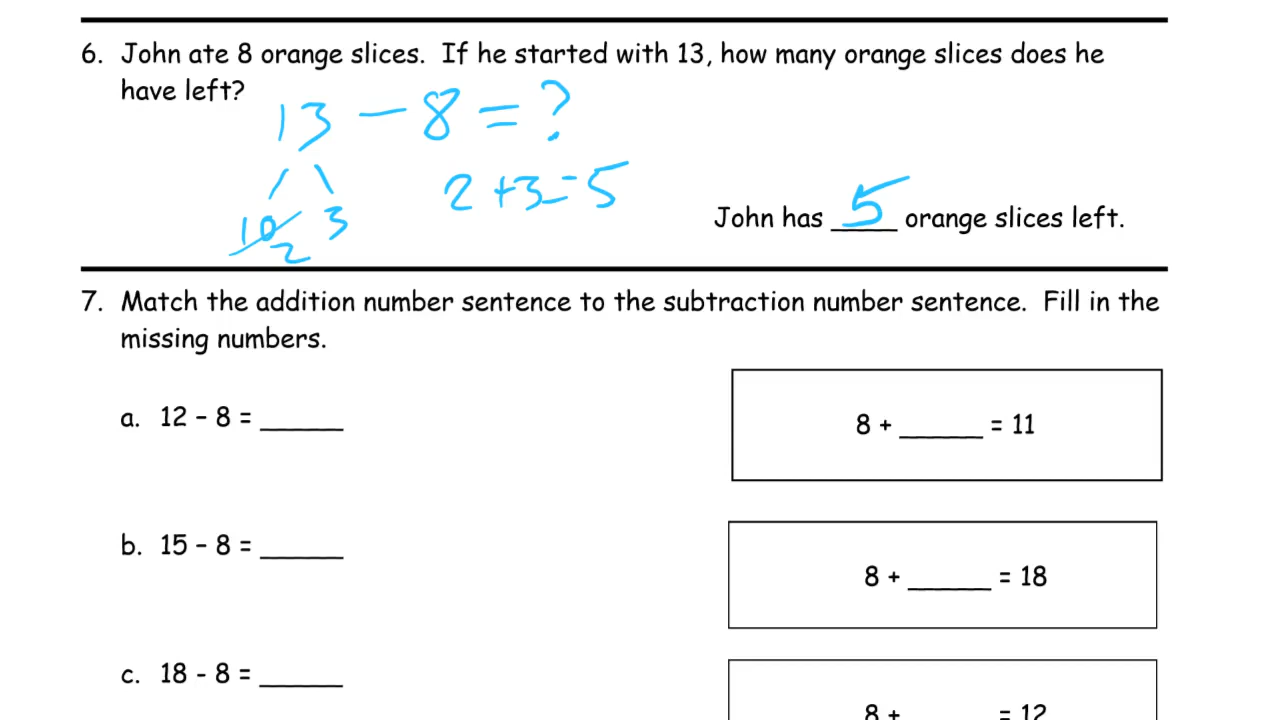 6. John ate 8 orange slices. If he started with 13, how many orange slices does he
have left?
13 - 8 = ?
10 3
2
2 + 3 = 5
John has 5 orange slices left.
7. Match the addition number sentence to the subtraction number sentence. Fill in the
missing numbers.
a. 12 - 8 = ______
8 + ______ = 11
b. 15 - 8 = ______
8 + ______ = 18
c. 18 - 8 = ______
8 + ______ = 12